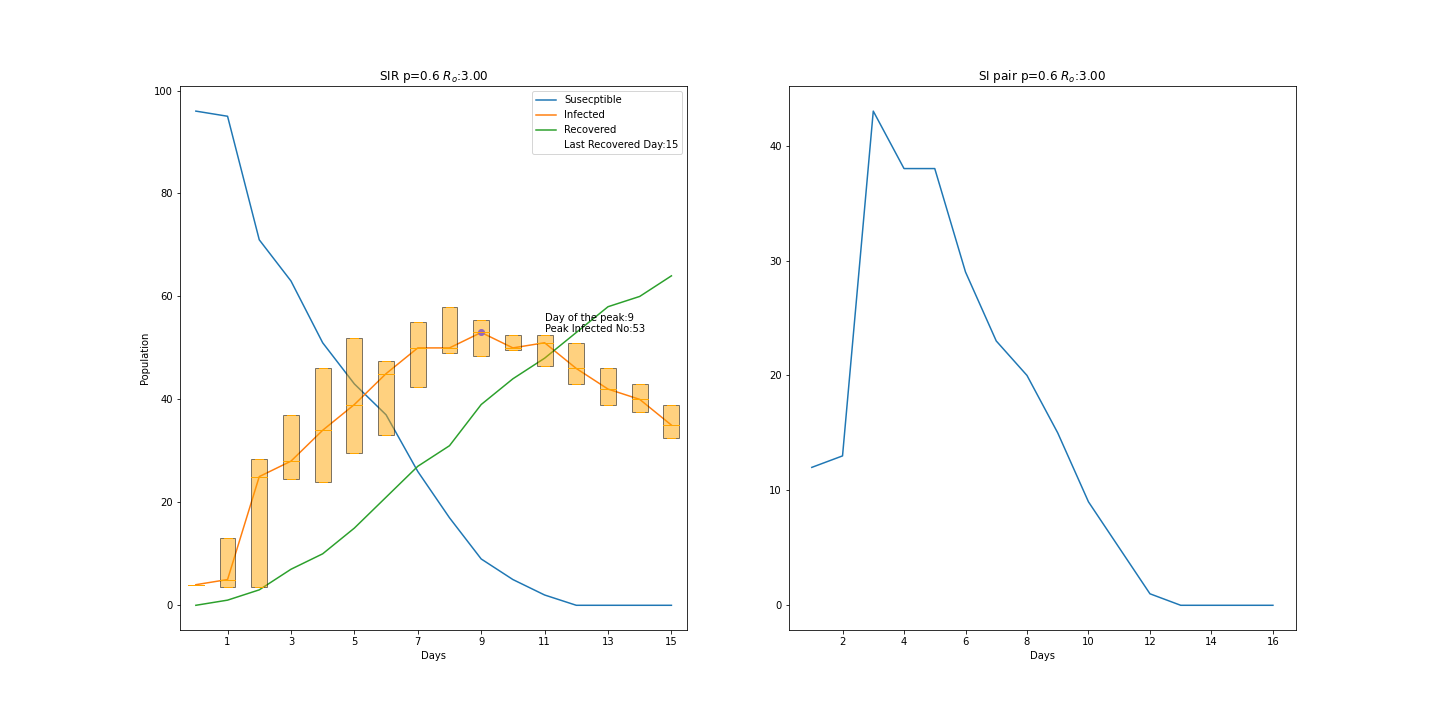 SIR p=0.6 Rₒ:3.00
100
80
60
40
20
0
Population
Susecptible
Infected
Recovered
Last Recovered Day:15
Day of the peak:9
Peak Infected No:53
1 3 5 7 9 11 13 15
Days
SI pair p=0.6 Rₒ:3.00
40
30
20
10
0
2 4 6 8 10 12 14 16
Days